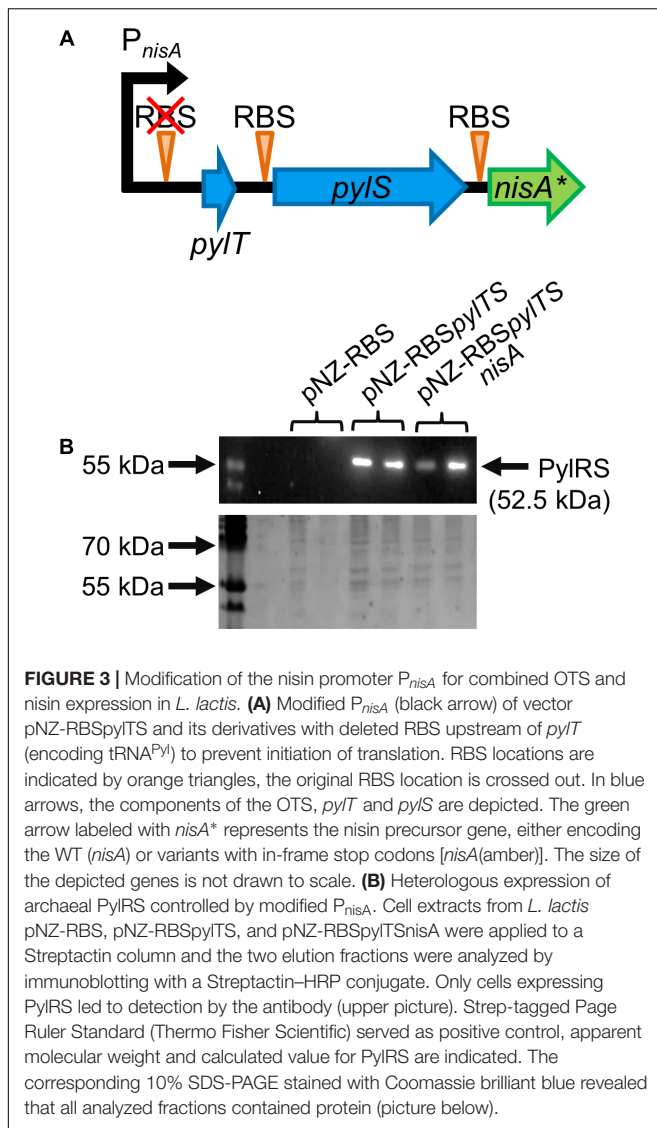 A
P_nisA
RBS RBS RBS
pylT
pylS
nisA*
pNZ-RBS
pNZ-RBSpylTS
pNZ-RBSpylTS
nisA
B
55 kDa
PylRS
(52.5 kDa)
70 kDa
55 kDa
FIGURE 3 | Modification of the nisin promoter P_nisA for combined OTS and
nisin expression in L. lactis. (A) Modified P_nisA (black arrow) of vector
pNZ-RBSpylTS and its derivatives with deleted RBS upstream of pylT
(encoding tRNA^Pyl) to prevent initiation of translation. RBS locations are
indicated by orange triangles, the original RBS location is crossed out. In blue
arrows, the components of the OTS, pylT and pylS are depicted. The green
arrow labeled with nisA* represents the nisin precursor gene, either encoding
the WT (nisA) or variants with in-frame stop codons [nisA(amber)]. The size of
the depicted genes is not drawn to scale. (B) Heterologous expression of
archaeal PylRS controlled by modified P_nisA. Cell extracts from L. lactis
pNZ-RBS, pNZ-RBSpylTS, and pNZ-RBSpylTSnisA were applied to a
Streptactin column and the two elution fractions were analyzed by
immunoblotting with a Streptactin–HRP conjugate. Only cells expressing
PylRS led to detection by the antibody (upper picture). Strep-tagged Page
Ruler Standard (Thermo Fisher Scientific) served as positive control, apparent
molecular weight and calculated value for PylRS are indicated. The
corresponding 10% SDS-PAGE stained with Coomassie brilliant blue revealed
that all analyzed fractions contained protein (picture below).